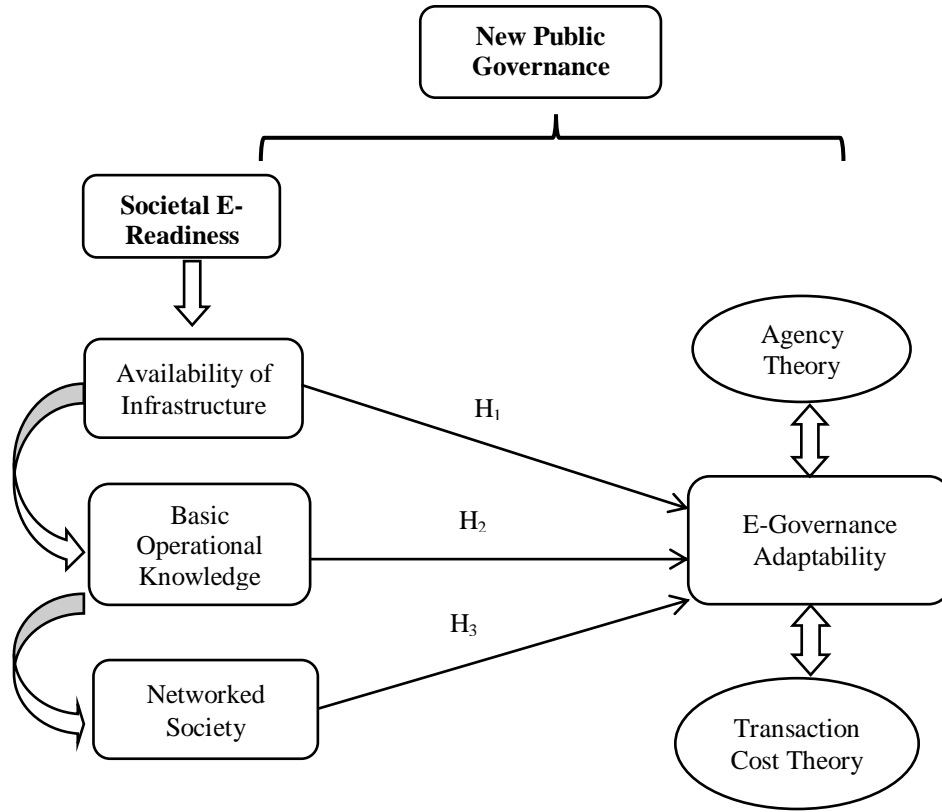 New Public
Governance
Societal E-
Readiness
Availability of
Infrastructure
H₁
Agency
Theory
Basic
Operational
Knowledge
H₂
E-Governance
Adaptability
H₃
Networked
Society
Transaction
Cost Theory